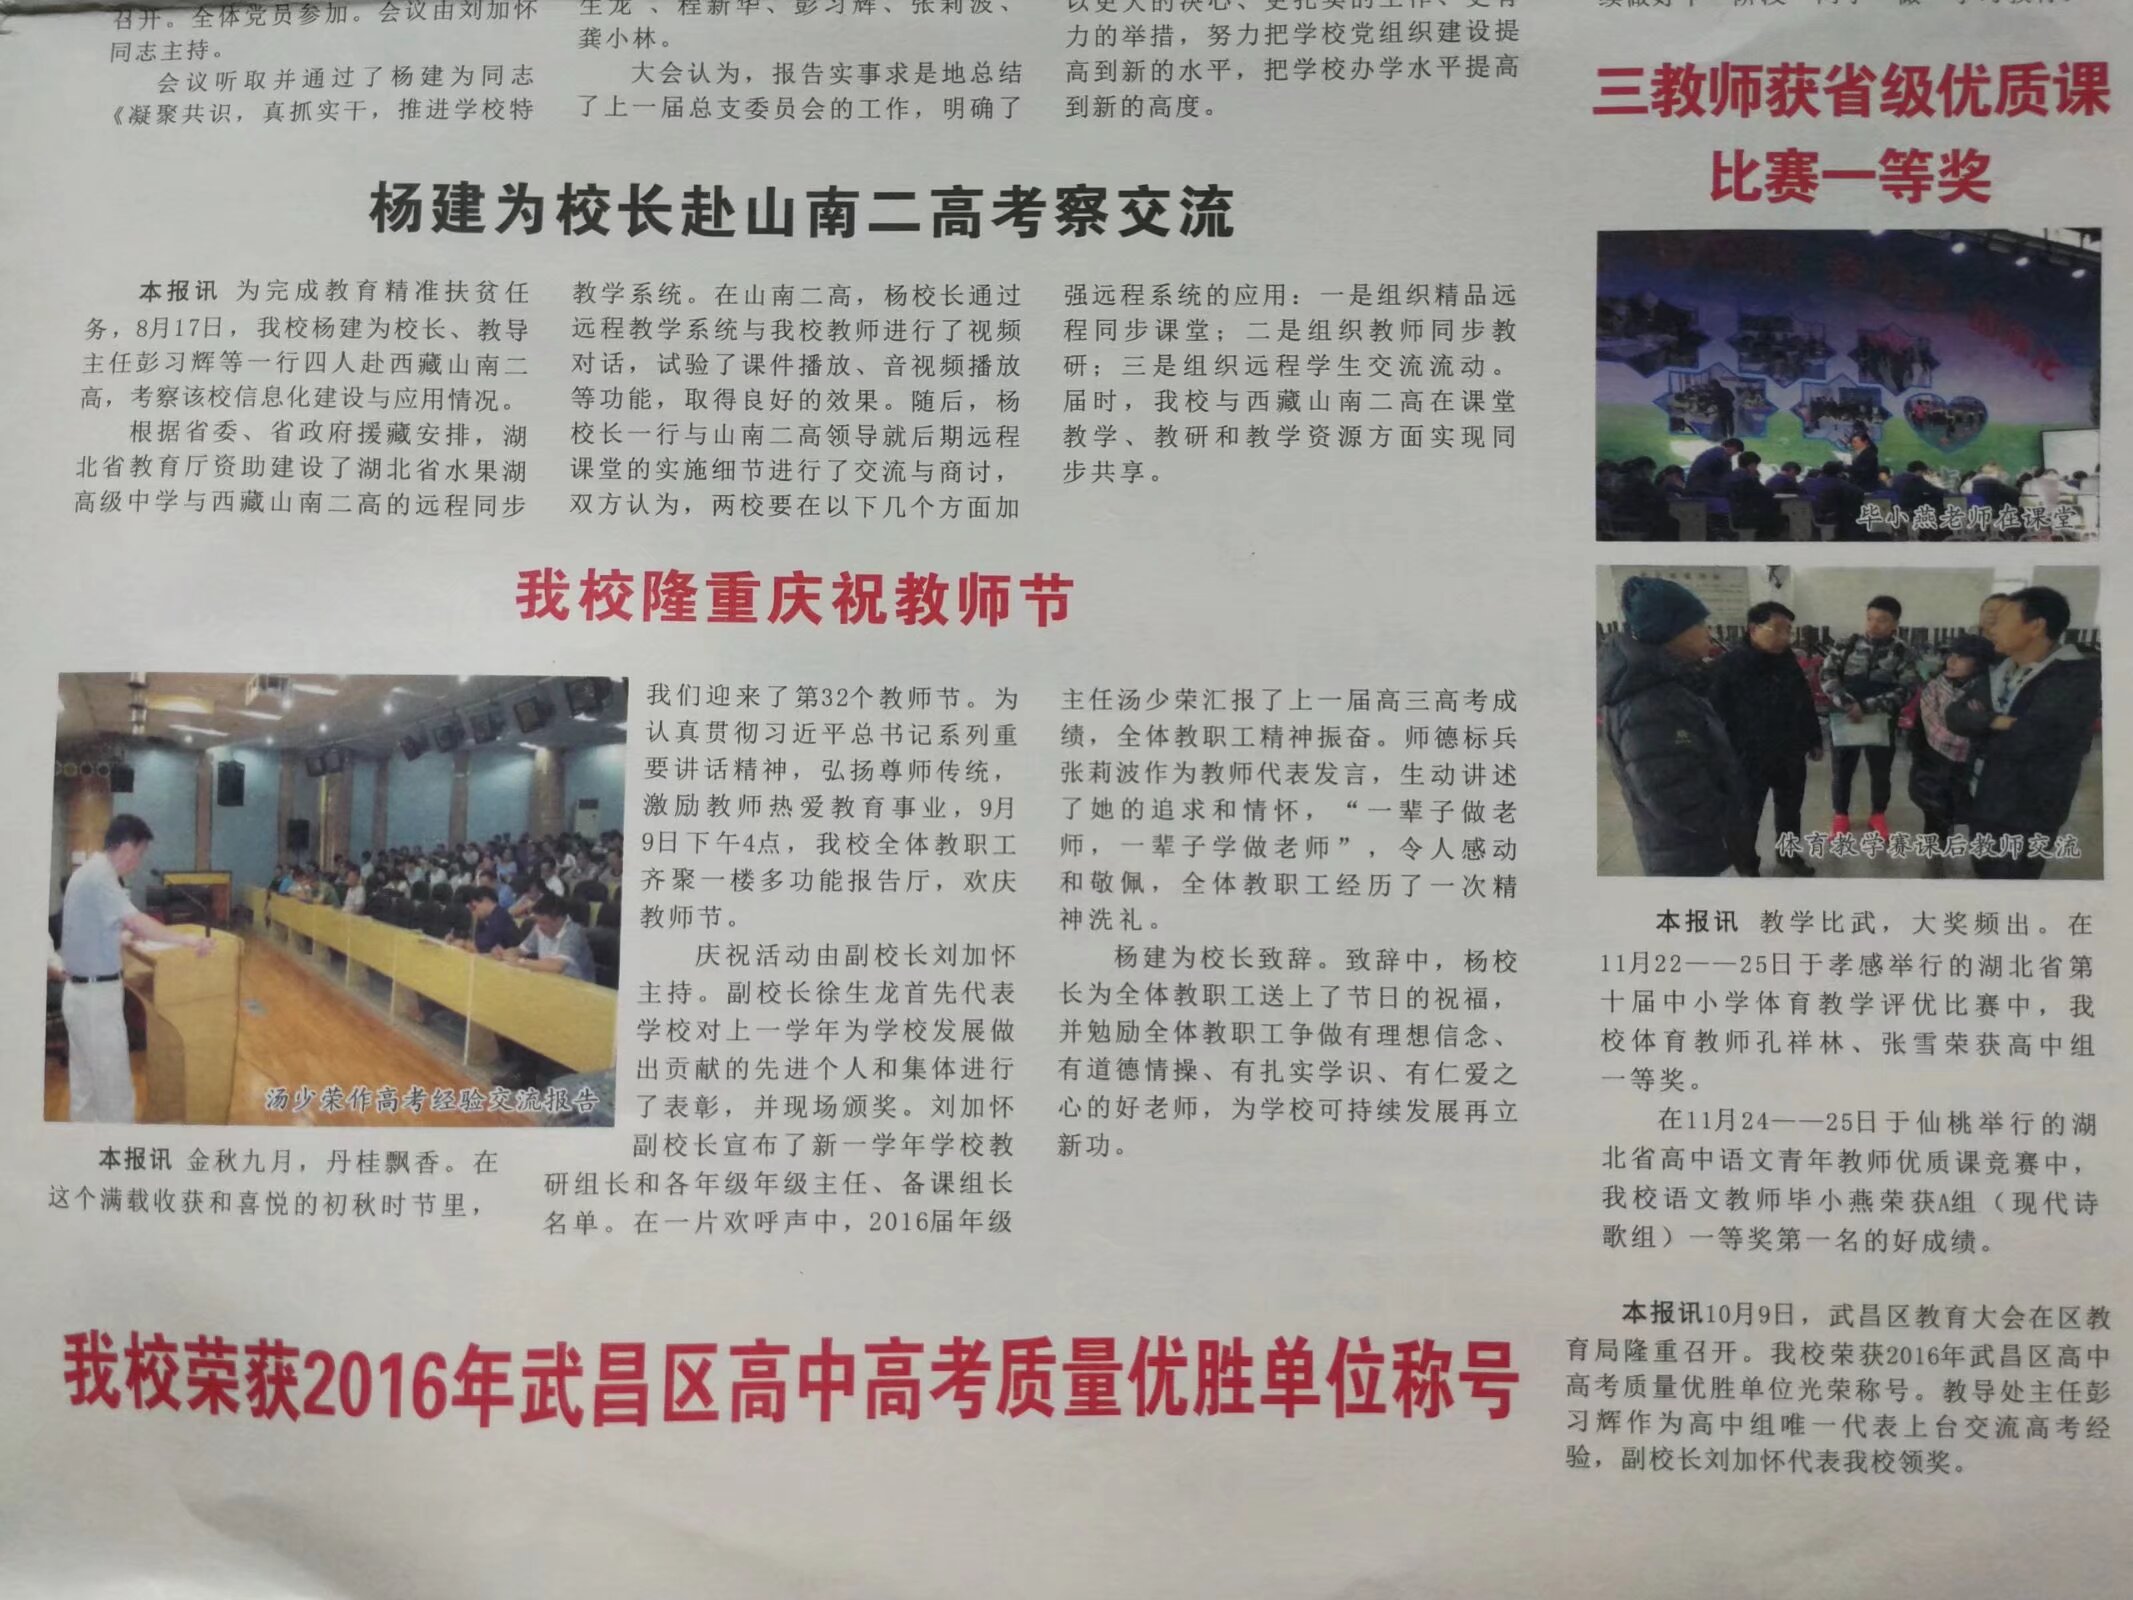 召开。全体党员参加。会议由刘加怀
同志主持。
会议听取并通过了杨建为同志
《凝聚共识，真抓实干，推进学校特
生龙、程新华、彭习辉、张莉波、
龚小林。
大会认为，报告实事求是地总结
了上一届总支委员会的工作，明确了
以更大的决心、更扎实的工作、更有
力的举措，努力把学校党组织建设提
高到新的水平，把学校办学水平提高
到新的高度。
杨建为校长赴山南二高考察交流
本报讯 为完成教育精准扶贫任
务，8月17日，我校杨建为校长、教导
主任彭习辉等一行四人赴西藏山南二
高，考察该校信息化建设与应用情况。
根据省委、省政府援藏安排，湖
北省教育厅资助建设了湖北省水果湖
高级中学与西藏山南二高的远程同步
教学系统。在山南二高，杨校长通过
远程教学系统与我校教师进行了视频
对话，试验了课件播放、音视频播放
等功能，取得良好的效果。随后，杨
校长一行与山南二高领导就后期远程
课堂的实施细节进行了交流与商讨，
双方认为，两校要在以下几个方面加
强远程系统的应用：一是组织精品远
程同步课堂；二是组织教师同步教
研；三是组织远程学生交流流动。
届时，我校与西藏山南二高在课堂
教学、教研和教学资源方面实现同
步共享。
我校隆重庆祝教师节
汤少荣作高考经验交流报告
本报讯 金秋九月，丹桂飘香。在
这个满载收获和喜悦的初秋时节里，
我们迎来了第32个教师节。为
认真贯彻习近平总书记系列重
要讲话精神，弘扬尊师传统，
激励教师热爱教育事业，9月
9日下午4点，我校全体教职工
齐聚一楼多功能报告厅，欢庆
教师节。
庆祝活动由副校长刘加怀
主持。副校长徐生龙首先代表
学校对上一学年为学校发展做
出贡献的先进个人和集体进行
了表彰，并现场颁奖。刘加怀
副校长宣布了新一学年学校教
研组长和各年级年级主任、备课组长
名单。在一片欢呼声中，2016届年级
主任汤少荣汇报了上一届高三高考成
绩，全体教职工精神振奋。师德标兵
张莉波作为教师代表发言，生动讲述
了她的追求和情怀，“一辈子做老
师，一辈子学做老师”，令人感动
和敬佩，全体教职工经历了一次精
神洗礼。
杨建为校长致辞。致辞中，杨校
长为全体教职工送上了节日的祝福，
并勉励全体教职工争做有理想信念、
有道德情操、有扎实学识、有仁爱之
心的好老师，为学校可持续发展再立
新功。
三教师获省级优质课
比赛一等奖
毕小燕老师在课堂
体育教学赛课后教师交流
本报讯 教学比武，大奖频出。在
11月22——25日于孝感举行的湖北省第
十届中小学体育教学评优比赛中，我
校体育教师孔祥林、张雪荣获高中组
一等奖。
在11月24——25日于仙桃举行的湖
北省高中语文青年教师优质课竞赛中，
我校语文教师毕小燕荣获A组（现代诗
歌组）一等奖第一名的好成绩。
我校荣获2016年武昌区高中高考质量优胜单位称号
本报讯10月9日，武昌区教育大会在区教
育局隆重召开。我校荣获2016年武昌区高中
高考质量优胜单位光荣称号。教导处主任彭
习辉作为高中组唯一代表上台交流高考经
验，副校长刘加怀代表我校领奖。